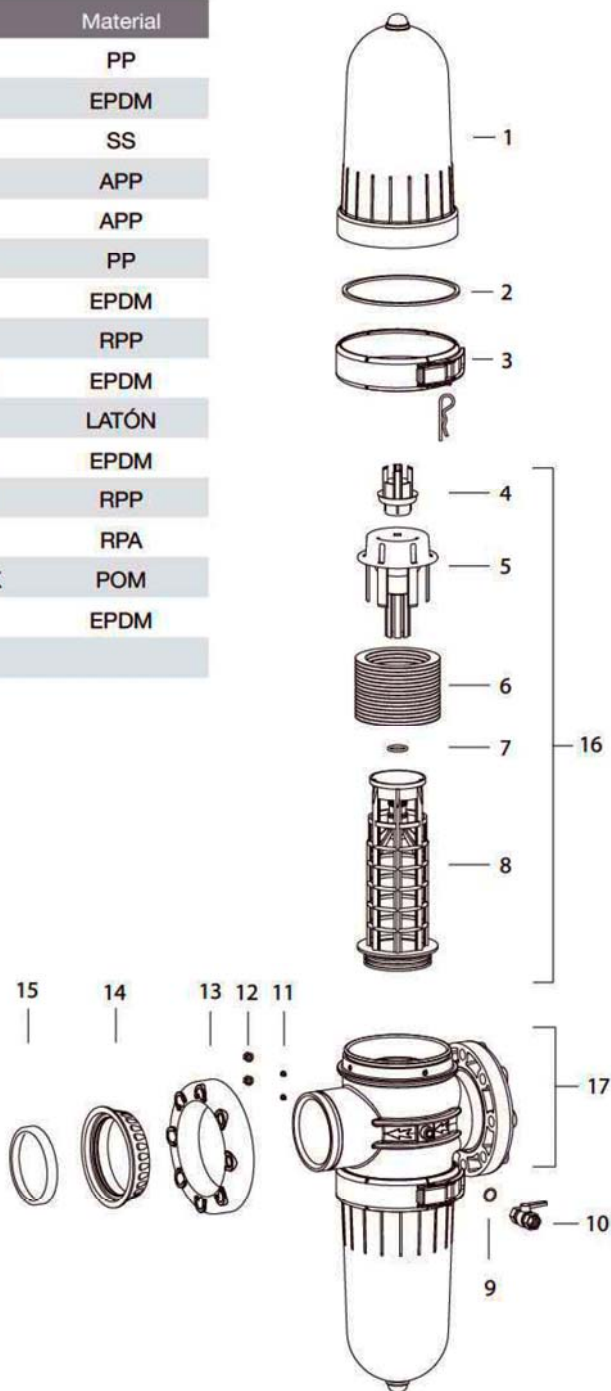 Material
PP
EPDM
SS
APP
APP
PP
EPDM
RPP
EPDM
LATÓN
EPDM
RPP
RPA
POM
EPDM
1
2
3
4
5
6
7
16
8
15 14 13 12 11
17
10
9